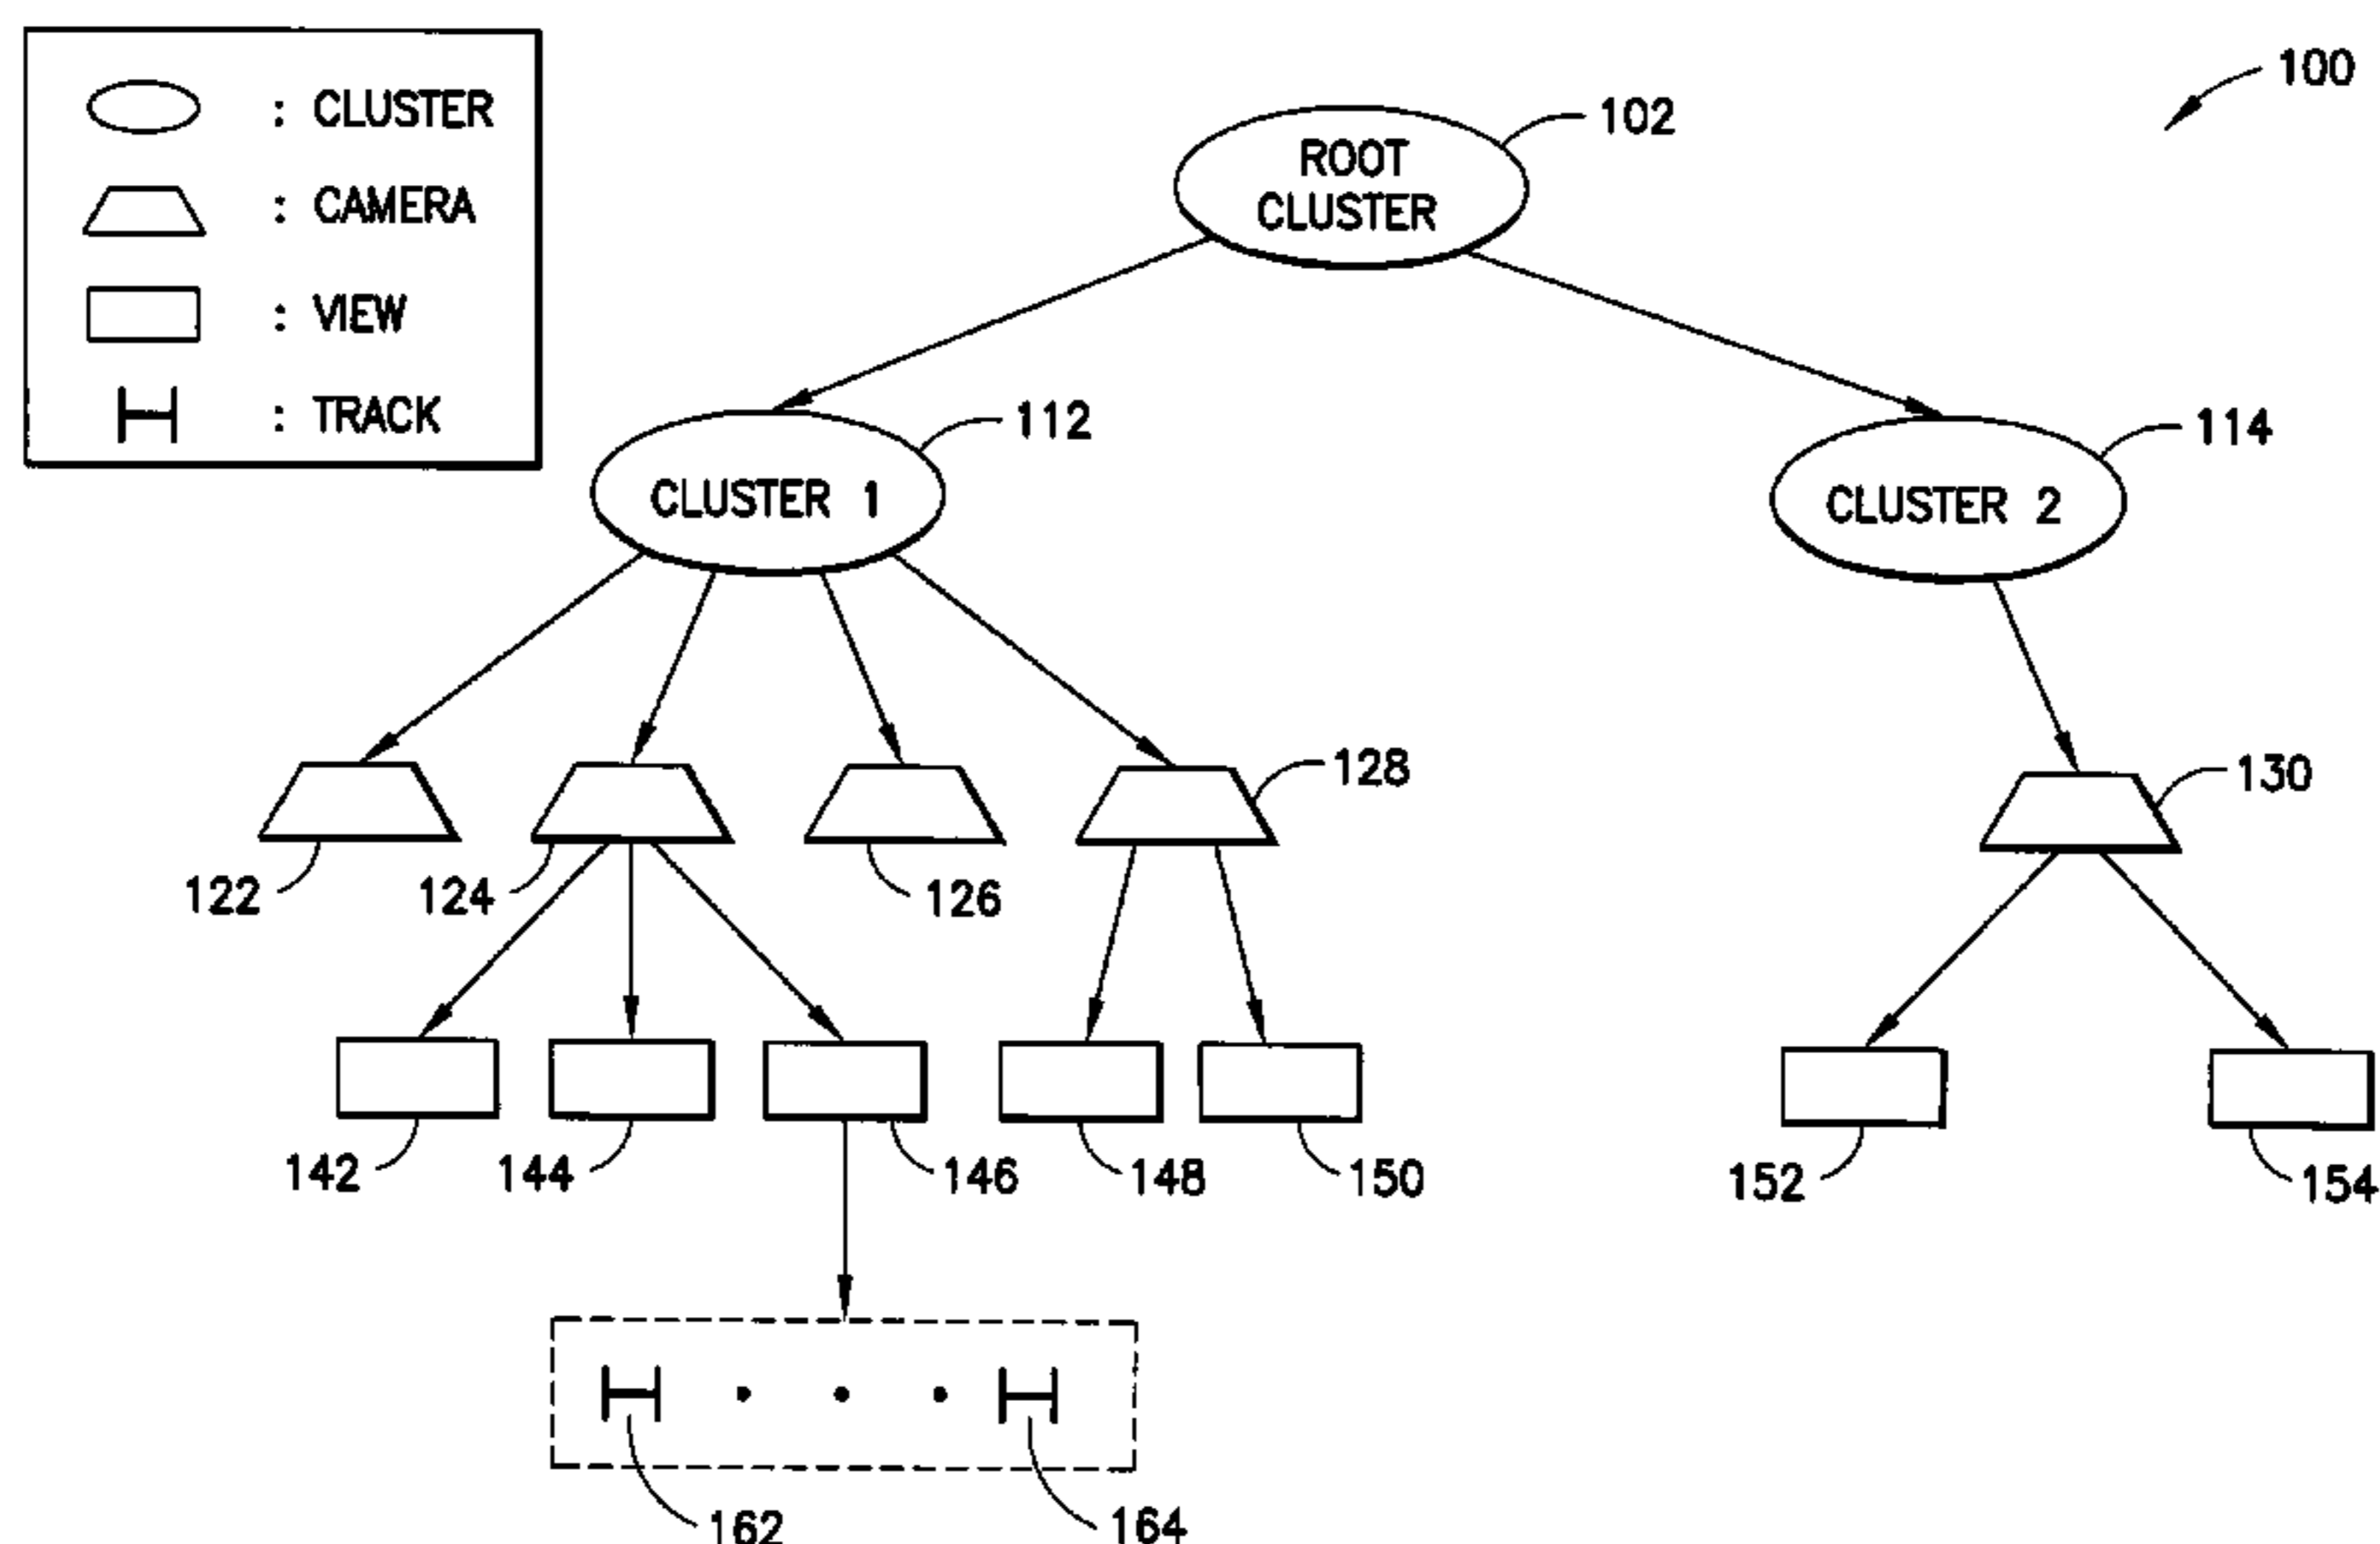 : CLUSTER
: CAMERA
: VIEW
: TRACK
100
102
ROOT
CLUSTER
112
114
CLUSTER 1
CLUSTER 2
128
130
122
124
126
142
144
146
148
150
152
154
162
164